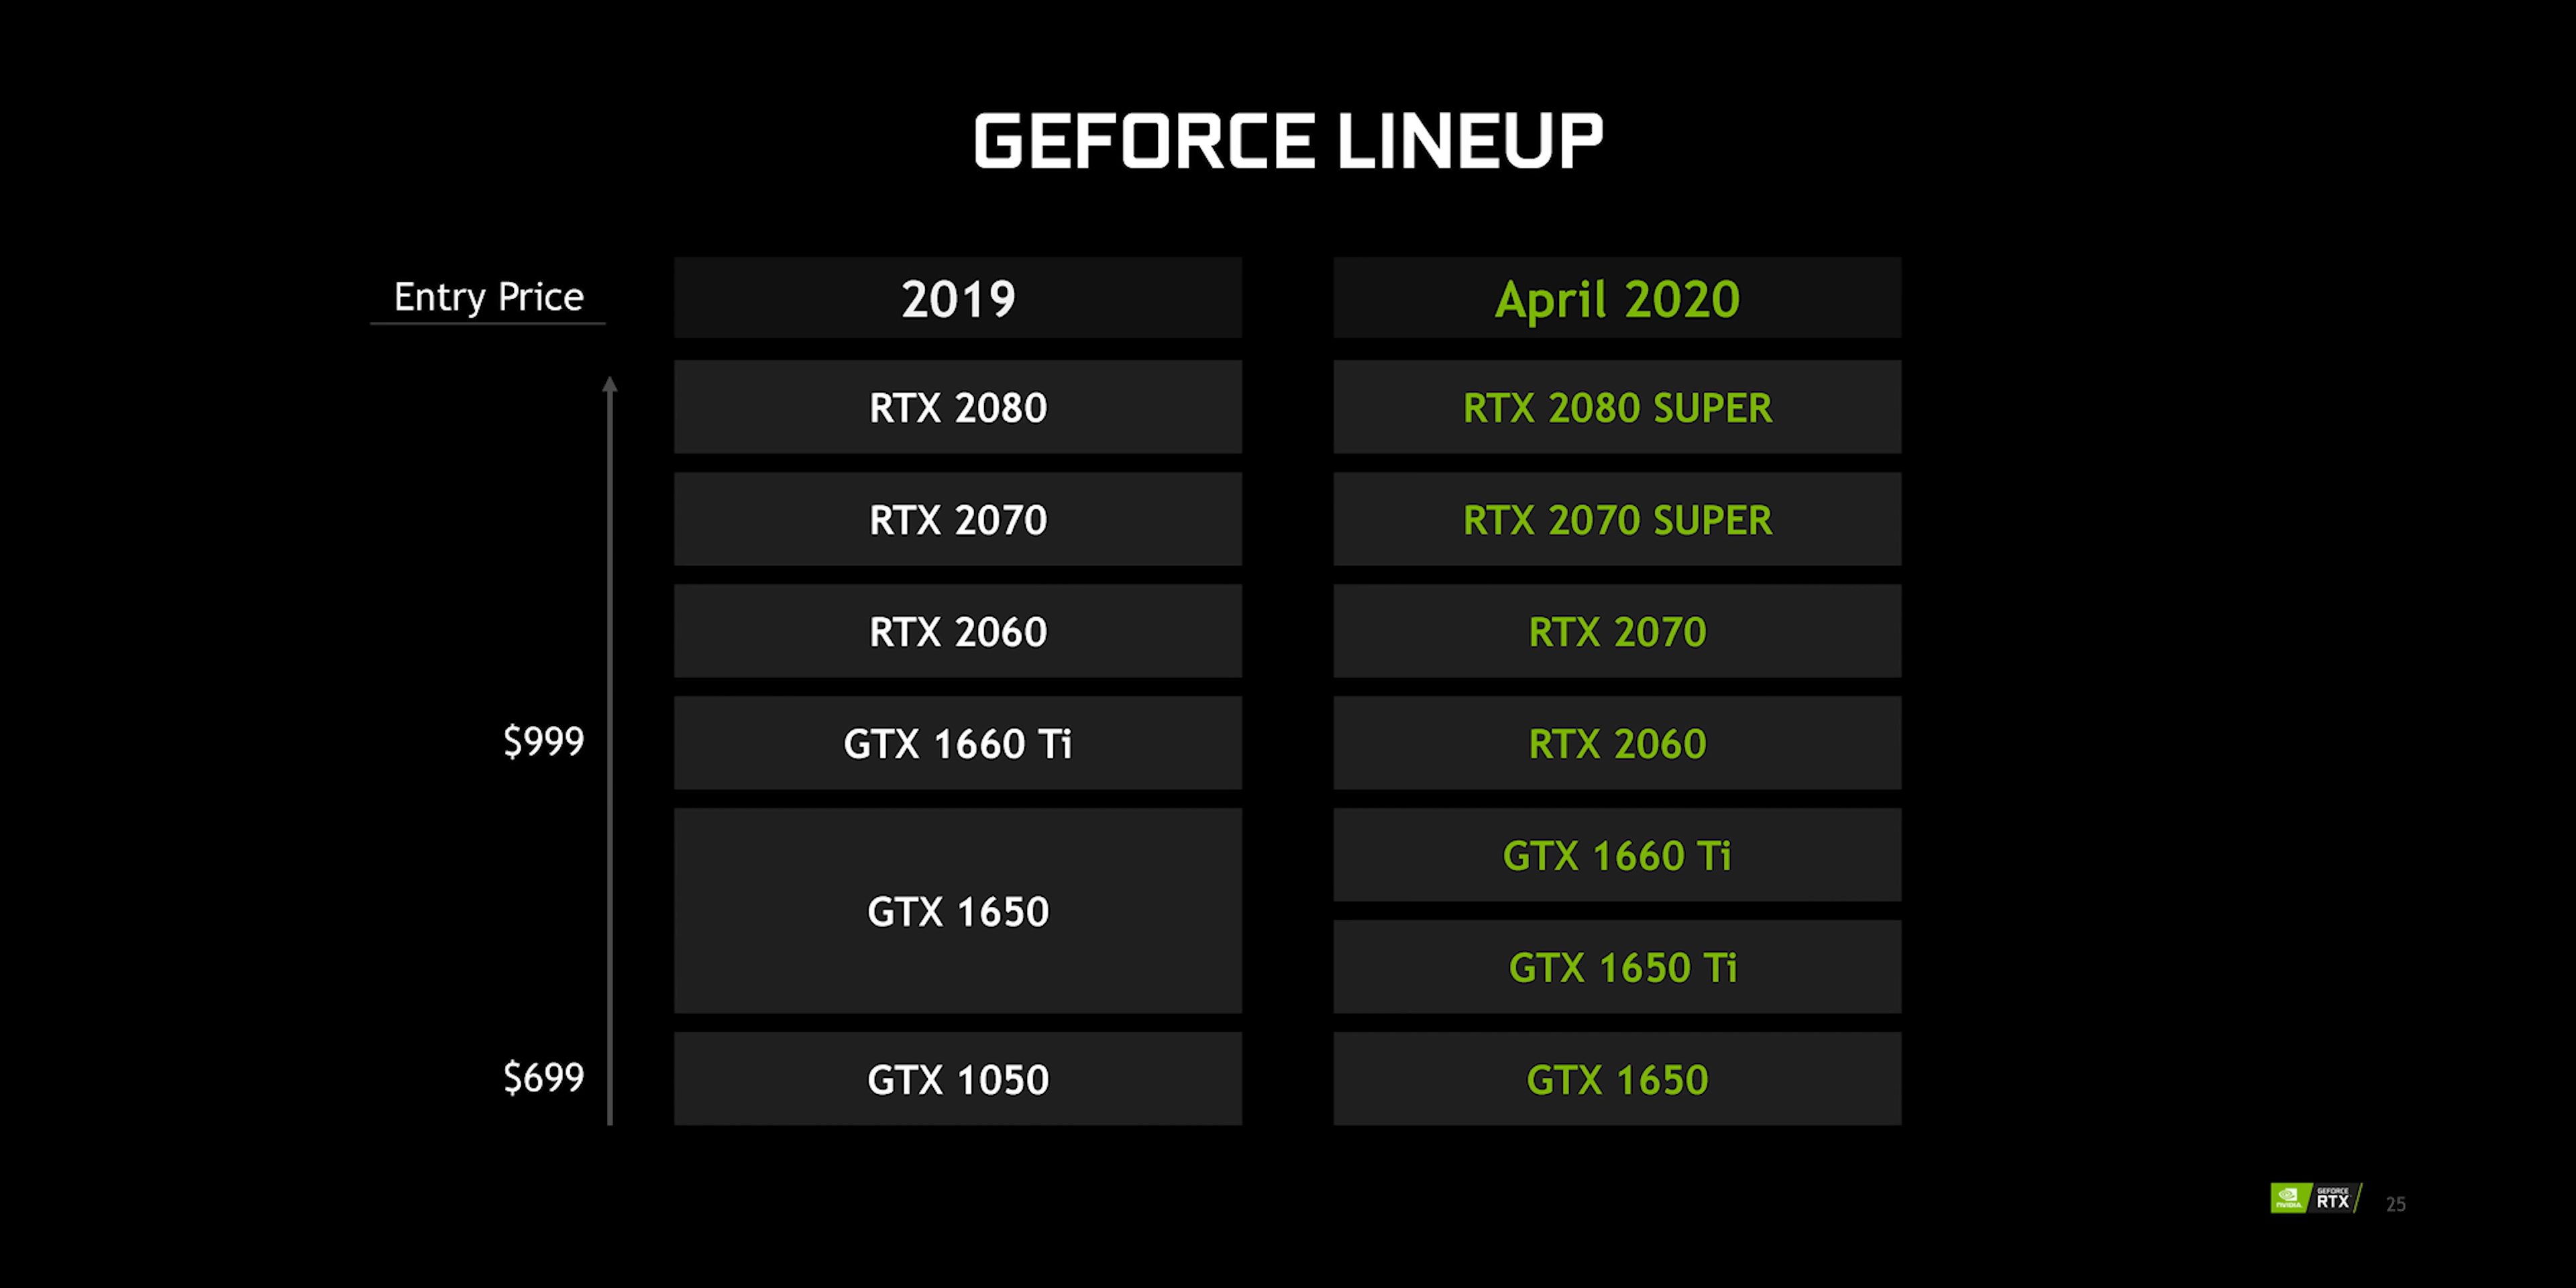 GEFORCE LINEUP
Entry Price 2019 April 2020
RTX 2080 RTX 2080 SUPER
RTX 2070 RTX 2070 SUPER
RTX 2060 RTX 2070
$999 GTX 1660 Ti RTX 2060
GTX 1660 Ti
GTX 1650
GTX 1650 Ti
$699 GTX 1050 GTX 1650
NVIDIA GEFORCE RTX 25